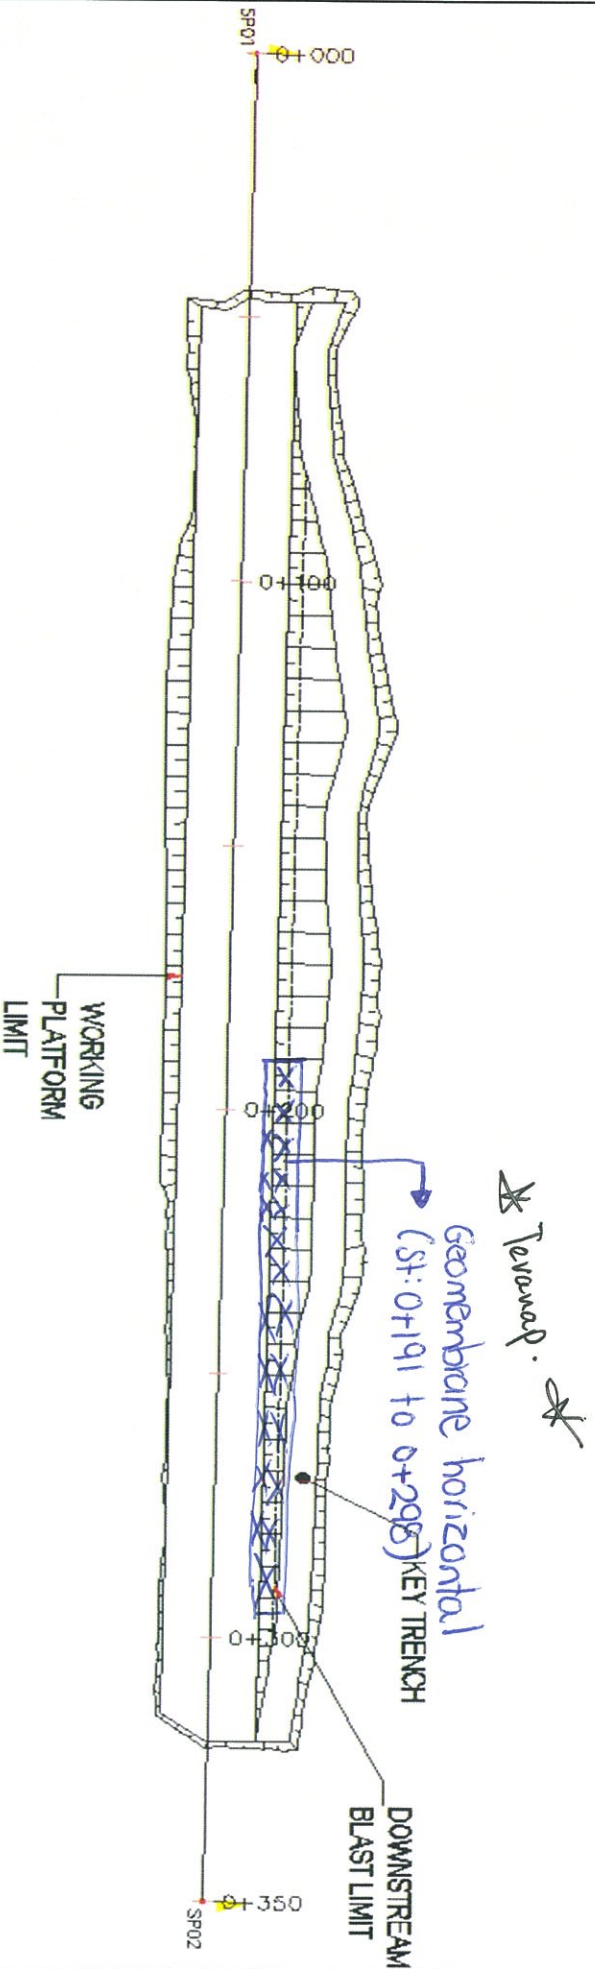 SP01
0+000
0+100
WORKING
PLATFORM
LIMIT
0+200
* Tevanap. *
Geomembrane horizontal
(St: 0+191 to 0+298)
KEY TRENCH
0+300
DOWNSTREAM
BLAST LIMIT
0+350
SP02